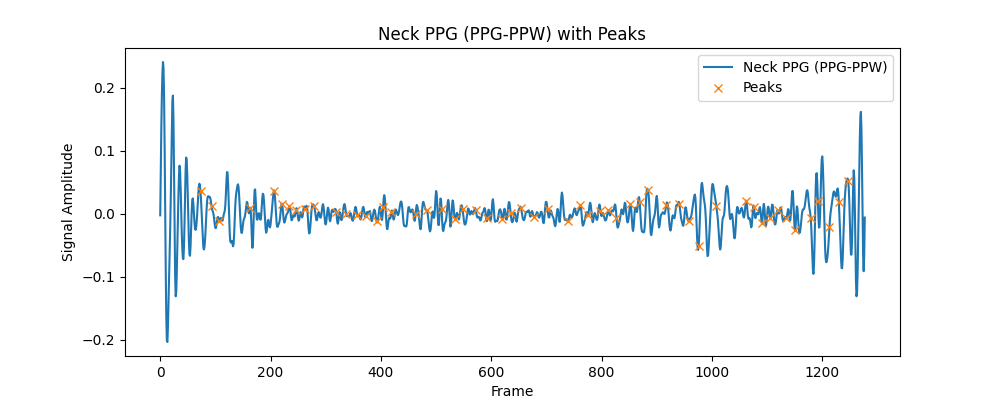 Neck PPG (PPG-PPW) with Peaks
Neck PPG (PPG-PPW)
Peaks
Signal Amplitude
0.2
0.1
0.0
−0.1
−0.2
0 200 400 600 800 1000 1200
Frame